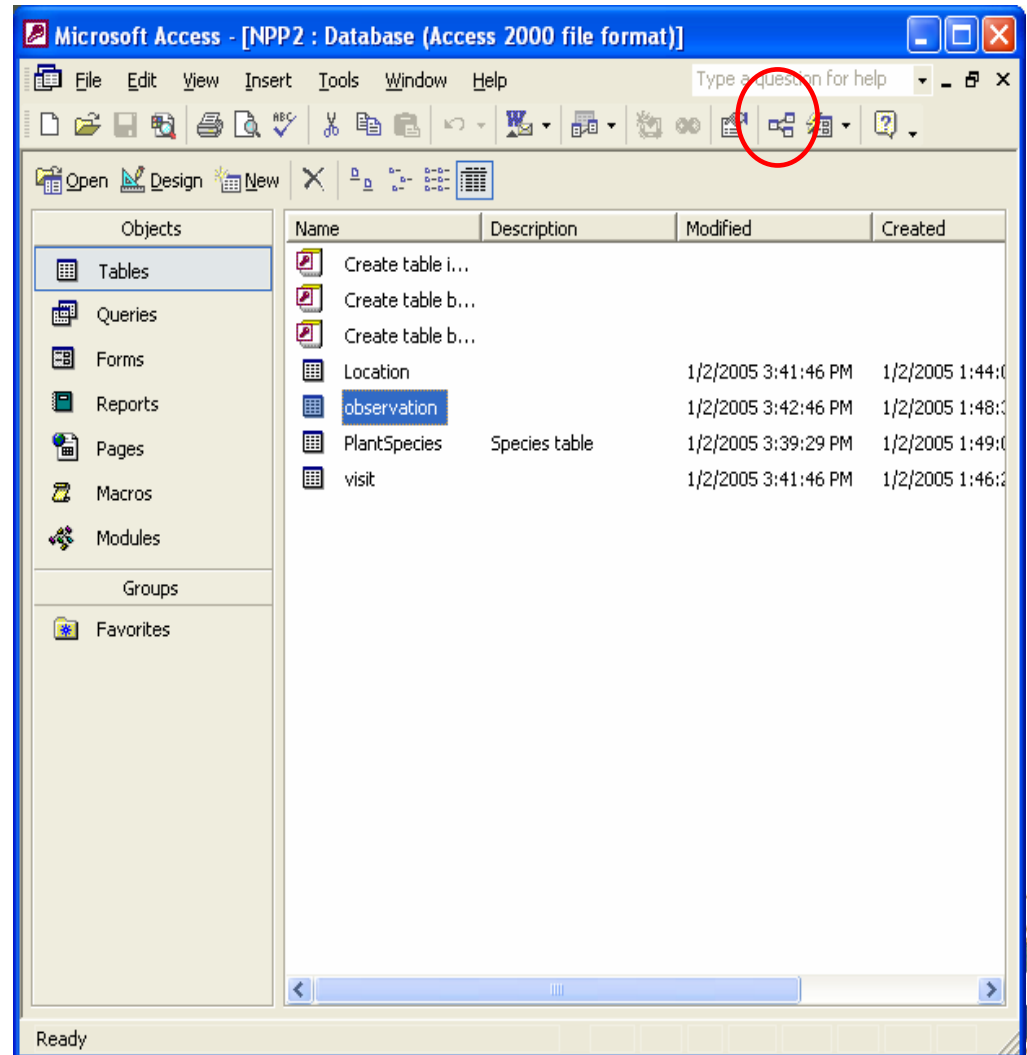 Microsoft Access - [NPP2 : Database (Access 2000 file format)]
File Edit View Insert Tools Window Help Type a question for help
Open Design New
Objects
Name Description Modified Created
Tables
Create table i...
Queries
Create table b...
Create table b...
Forms
Location 1/2/2005 3:41:46 PM 1/2/2005 1:44:
Reports
observation 1/2/2005 3:42:46 PM 1/2/2005 1:48:
Pages
PlantSpecies Species table 1/2/2005 3:39:29 PM 1/2/2005 1:49:
Macros
visit 1/2/2005 3:41:46 PM 1/2/2005 1:46:
Modules
Groups
Favorites
Ready